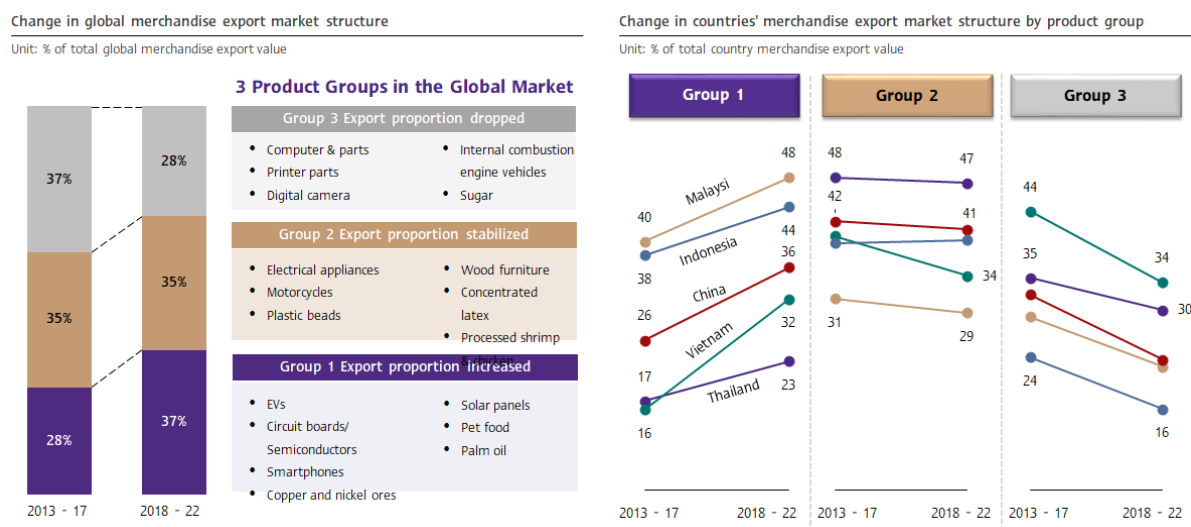 Change in global merchandise export market structure
Unit: % of total global merchandise export value
3 Product Groups in the Global Market
37%
35%
28%
28%
35%
37%
2013 - 17
2018 - 22
Group 3 Export proportion dropped
• Computer & parts
• Printer parts
• Digital camera
• Internal combustion
engine vehicles
• Sugar
Group 2 Export proportion stabilized
• Electrical appliances
• Motorcycles
• Plastic beads
• Wood furniture
• Concentrated
latex
• Processed shrimp
& chicken
Group 1 Export proportion increased
• EVs
• Circuit boards/
Semiconductors
• Smartphones
• Copper and nickel ores
• Solar panels
• Pet food
• Palm oil
Change in countries' merchandise export market structure by product group
Unit: % of total country merchandise export value
Group 1
40
48
Malaysi
38
44
Indonesia
26
36
China
17
32
Vietnam
16
23
Thailand
2013 - 17
2018 - 22
Group 2
48
47
42
41
34
31
29
2013 - 17
2018 - 22
Group 3
44
34
35
30
24
16
2013 - 17
2018 - 22